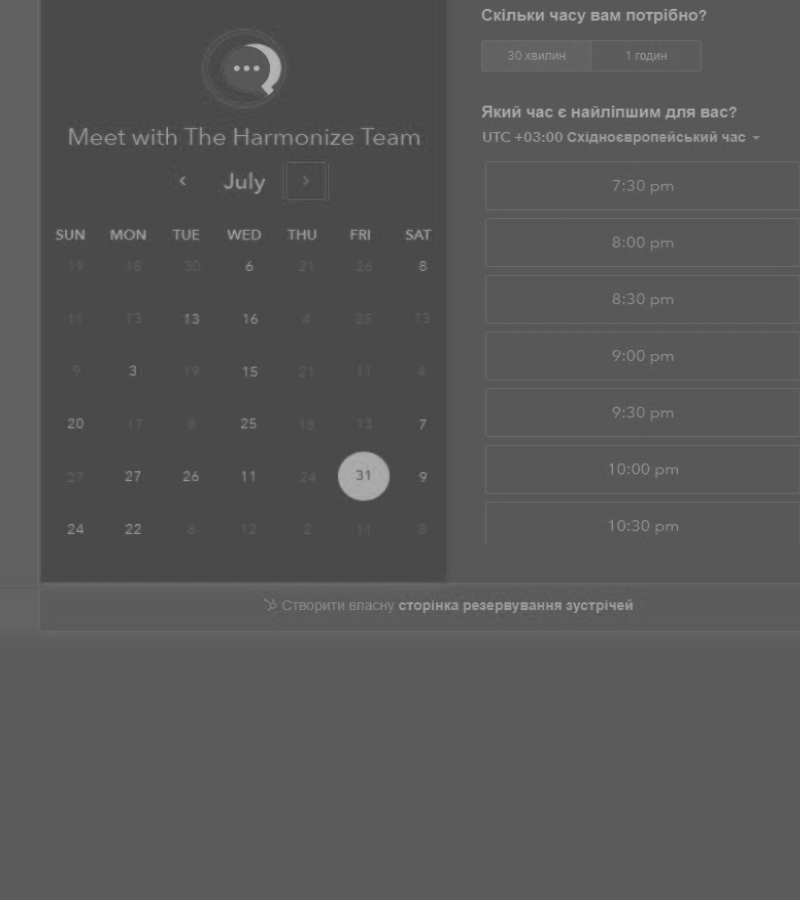 Meet with The Harmonize Team
July
SUN MON TUE WED THU FRI SAT
19 18 30 6 21 26 8
11 13 13 16 4 25 13
9 3 19 15 21 11 4
20 17 8 25 18 13 7
27 27 26 11 24 31 9
24 22 8 12 2 11 8
Скільки часу вам потрібно?
30 хвилин 1 годин
Який час є найліпшим для вас?
UTC +03:00 Східноєвропейський час
7:30 pm
8:00 pm
8:30 pm
9:00 pm
9:30 pm
10:00 pm
10:30 pm
Створити власну сторінка резервування зустрічей